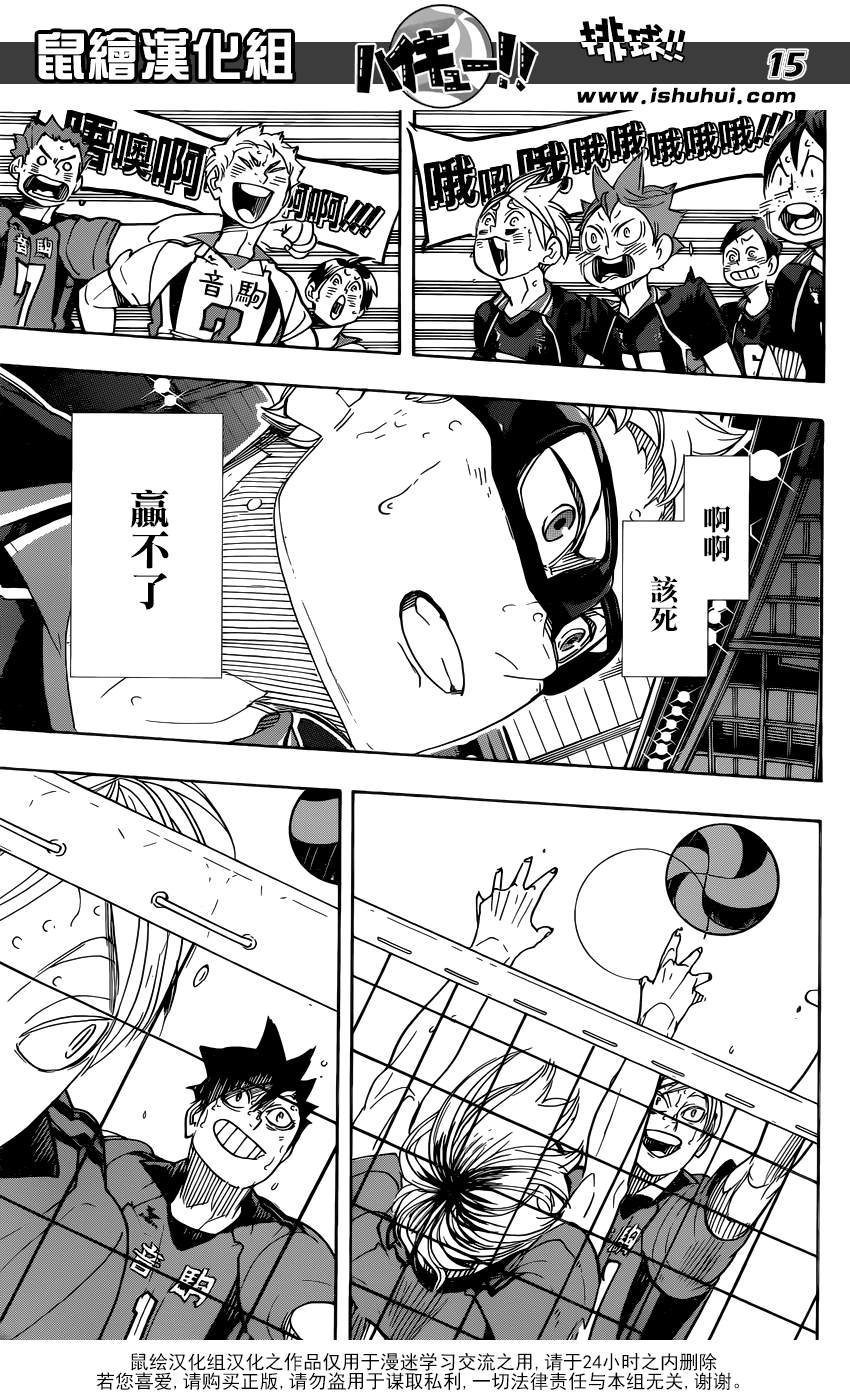 鼠繪漢化組
ハイキュー!!
排球!!
15
www.ishuhui.com
哦哦哦哦哦哦哦哦!!!
唔噢啊
啊啊!!!
音駒
7
音駒
啊啊
該死
贏不了
音駒
1
鼠绘汉化组汉化之作品仅用于漫迷学习交流之用, 请于24小时之内删除
若您喜爱, 请购买正版, 请勿盗用于谋取私利, 一切法律责任与本组无关, 谢谢。